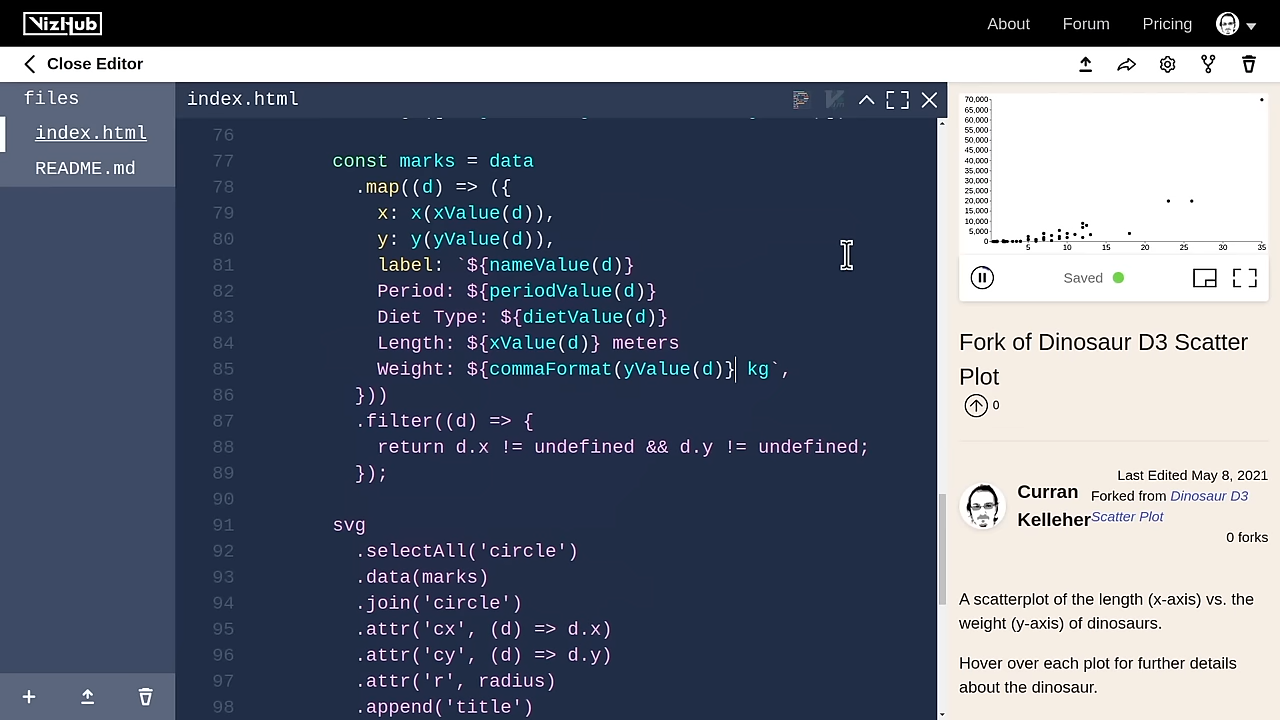 VizHub
About
Forum
Pricing
Close Editor
files
index.html
README.md
index.html
76
77 const marks = data
78 .map((d) => ({
79 x: x(xValue(d)),
80 y: y(yValue(d)),
81 label: `${nameValue(d)}
82 Period: ${periodValue(d)}
83 Diet Type: ${dietValue(d)}
84 Length: ${xValue(d)} meters
85 Weight: ${commaFormat(yValue(d)} kg`,
86 }))
87 .filter((d) => {
88 return d.x != undefined && d.y != undefined;
89 });
90
91 svg
92 .selectAll('circle')
93 .data(marks)
94 .join('circle')
95 .attr('cx', (d) => d.x)
96 .attr('cy', (d) => d.y)
97 .attr('r', radius)
98 .append('title')
70,000
65,000
60,000
55,000
50,000
45,000
40,000
35,000
30,000
25,000
20,000
15,000
10,000
5,000
0
5 10 15 20 25 30 35
Saved
Fork of Dinosaur D3 Scatter
Plot
0
Curran
Kelleher
Last Edited May 8, 2021
Forked from Dinosaur D3
Scatter Plot
0 forks
A scatterplot of the length (x-axis) vs. the
weight (y-axis) of dinosaurs.
Hover over each plot for further details
about the dinosaur.